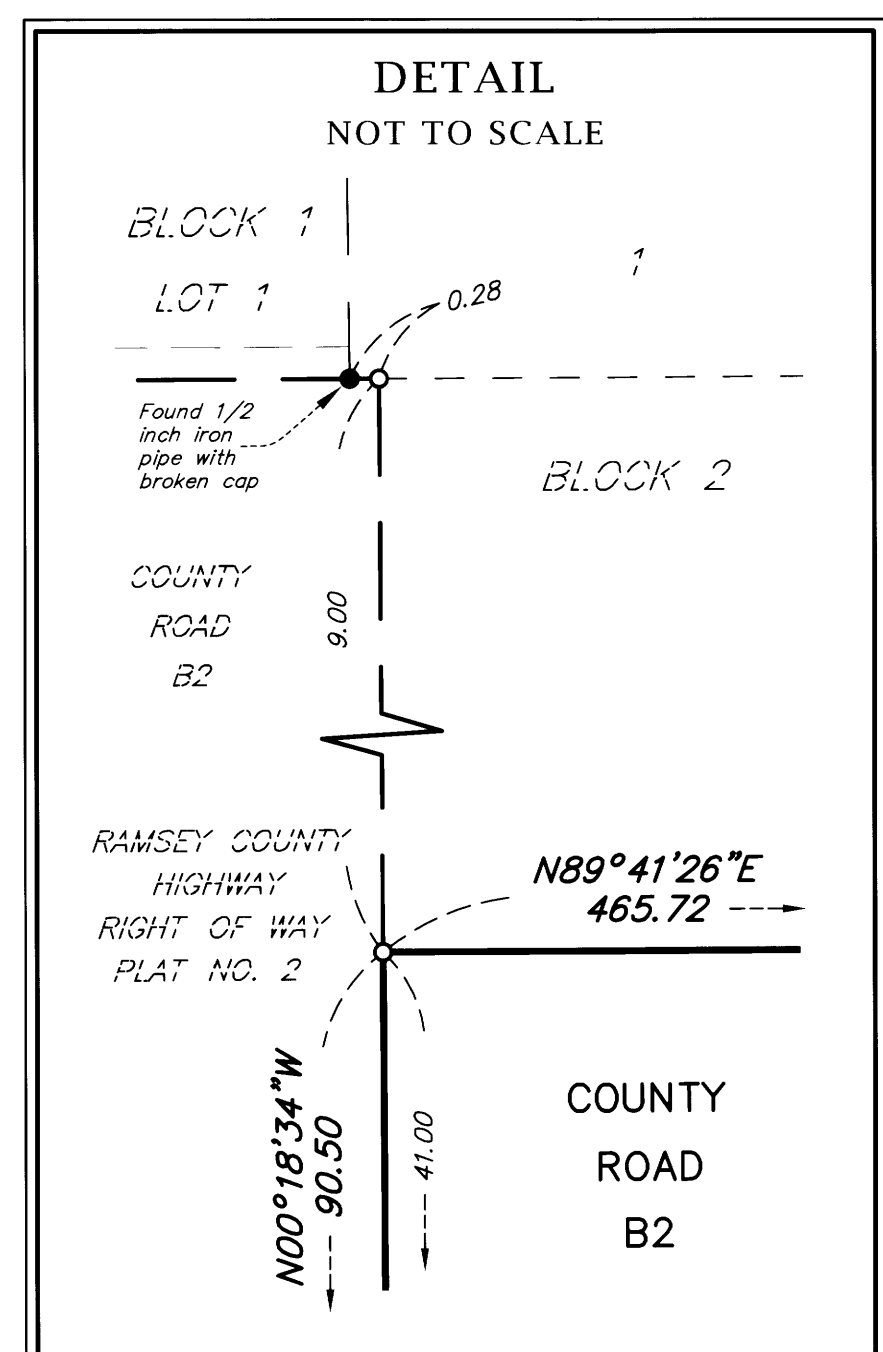 DETAIL
NOT TO SCALE
BLOCK 1
LOT 1
1
0.28
Found 1/2
inch iron
pipe with
broken cap
BLOCK 2
COUNTY
ROAD
B2
9.00
RAMSEY COUNTY
HIGHWAY
RIGHT OF WAY
PLAT NO. 2
N89°41'26"E
465.72
N00°18'34"W
90.50
41.00
COUNTY
ROAD
B2